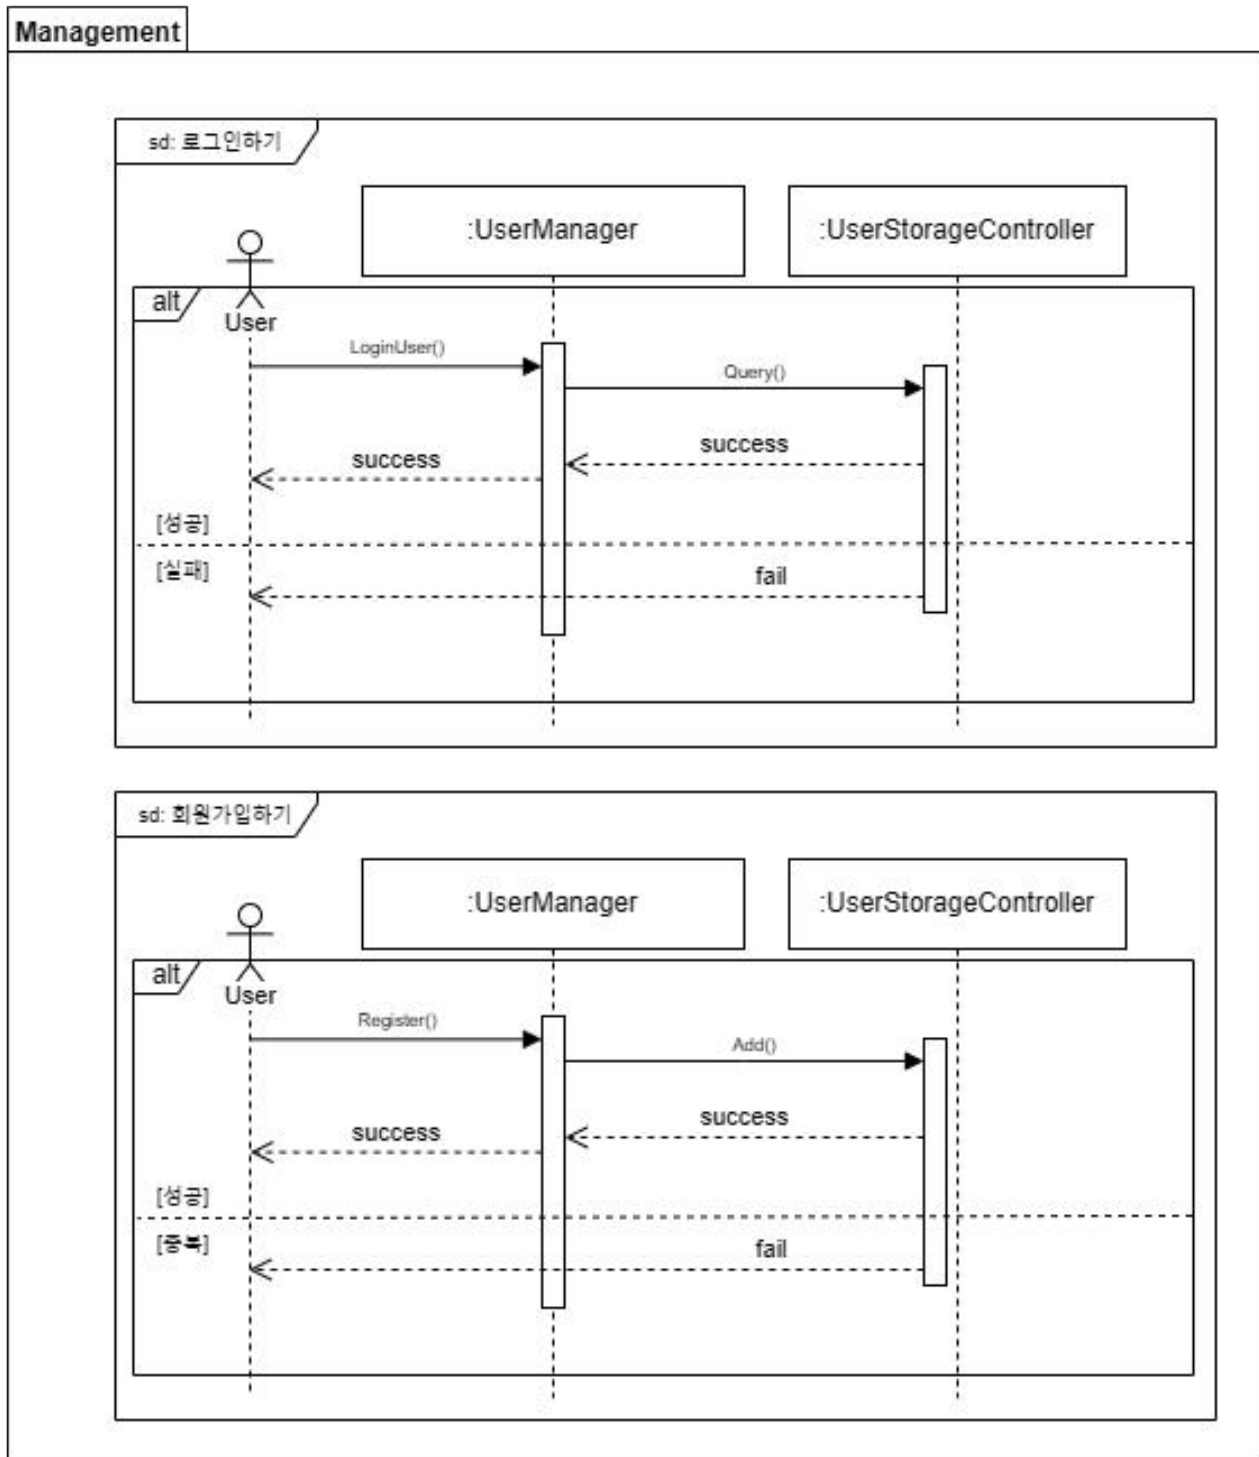 Management
sd: 로그인하기
:UserManager
:UserStorageController
alt
User
LoginUser()
Query()
success
success
[성공]
[실패]
fail
sd: 회원가입하기
:UserManager
:UserStorageController
alt
User
Register()
Add()
success
success
[성공]
[중복]
fail